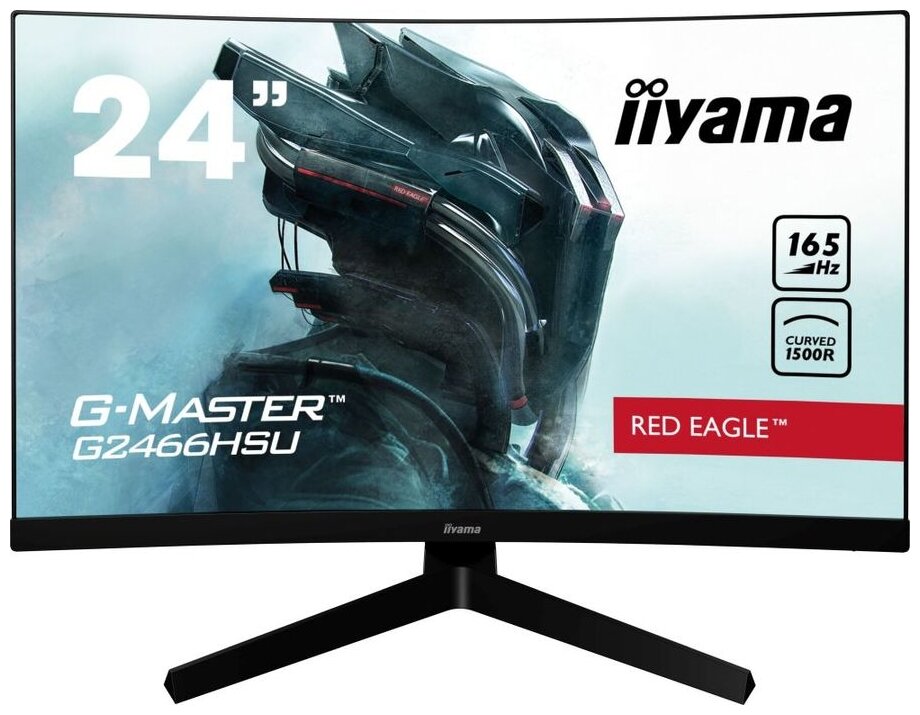 24”
iiyama
RED EAGLE
165
Hz
CURVED
1500R
G-MASTER™
G2466HSU
RED EAGLE™
iiyama